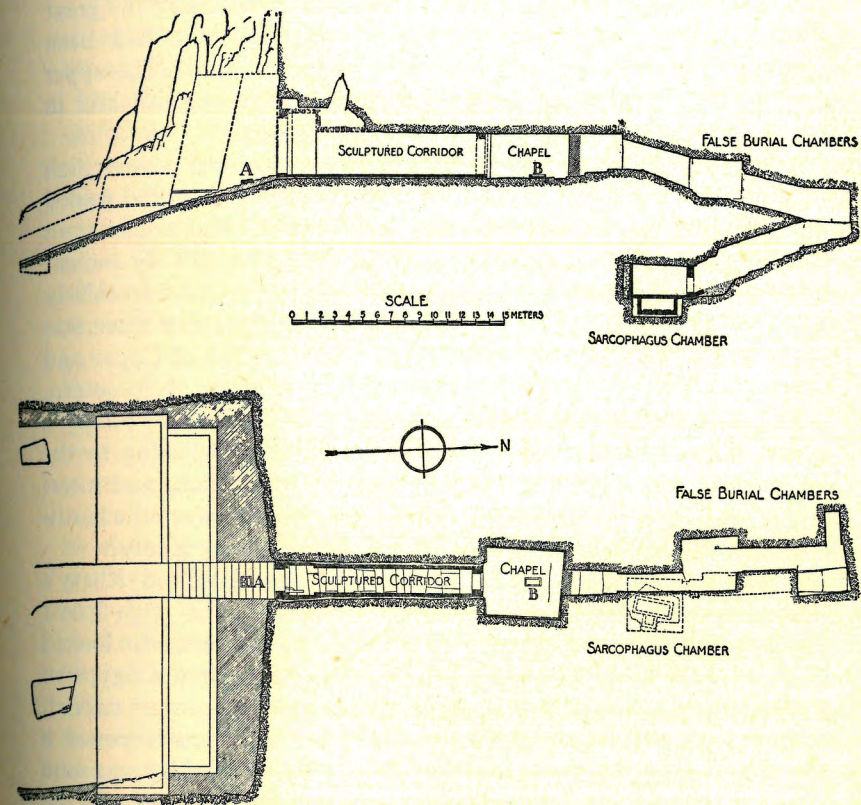 FALSE BURIAL CHAMBERS
SCULPTURED CORRIDOR
CHAPEL
A
B
SCALE
0 1 2 3 4 5 6 7 8 9 10 11 12 13 14 15 METERS
SARCOPHAGUS CHAMBER
N
FALSE BURIAL CHAMBERS
CHAPEL
A
SCULPTURED CORRIDOR
B
SARCOPHAGUS CHAMBER